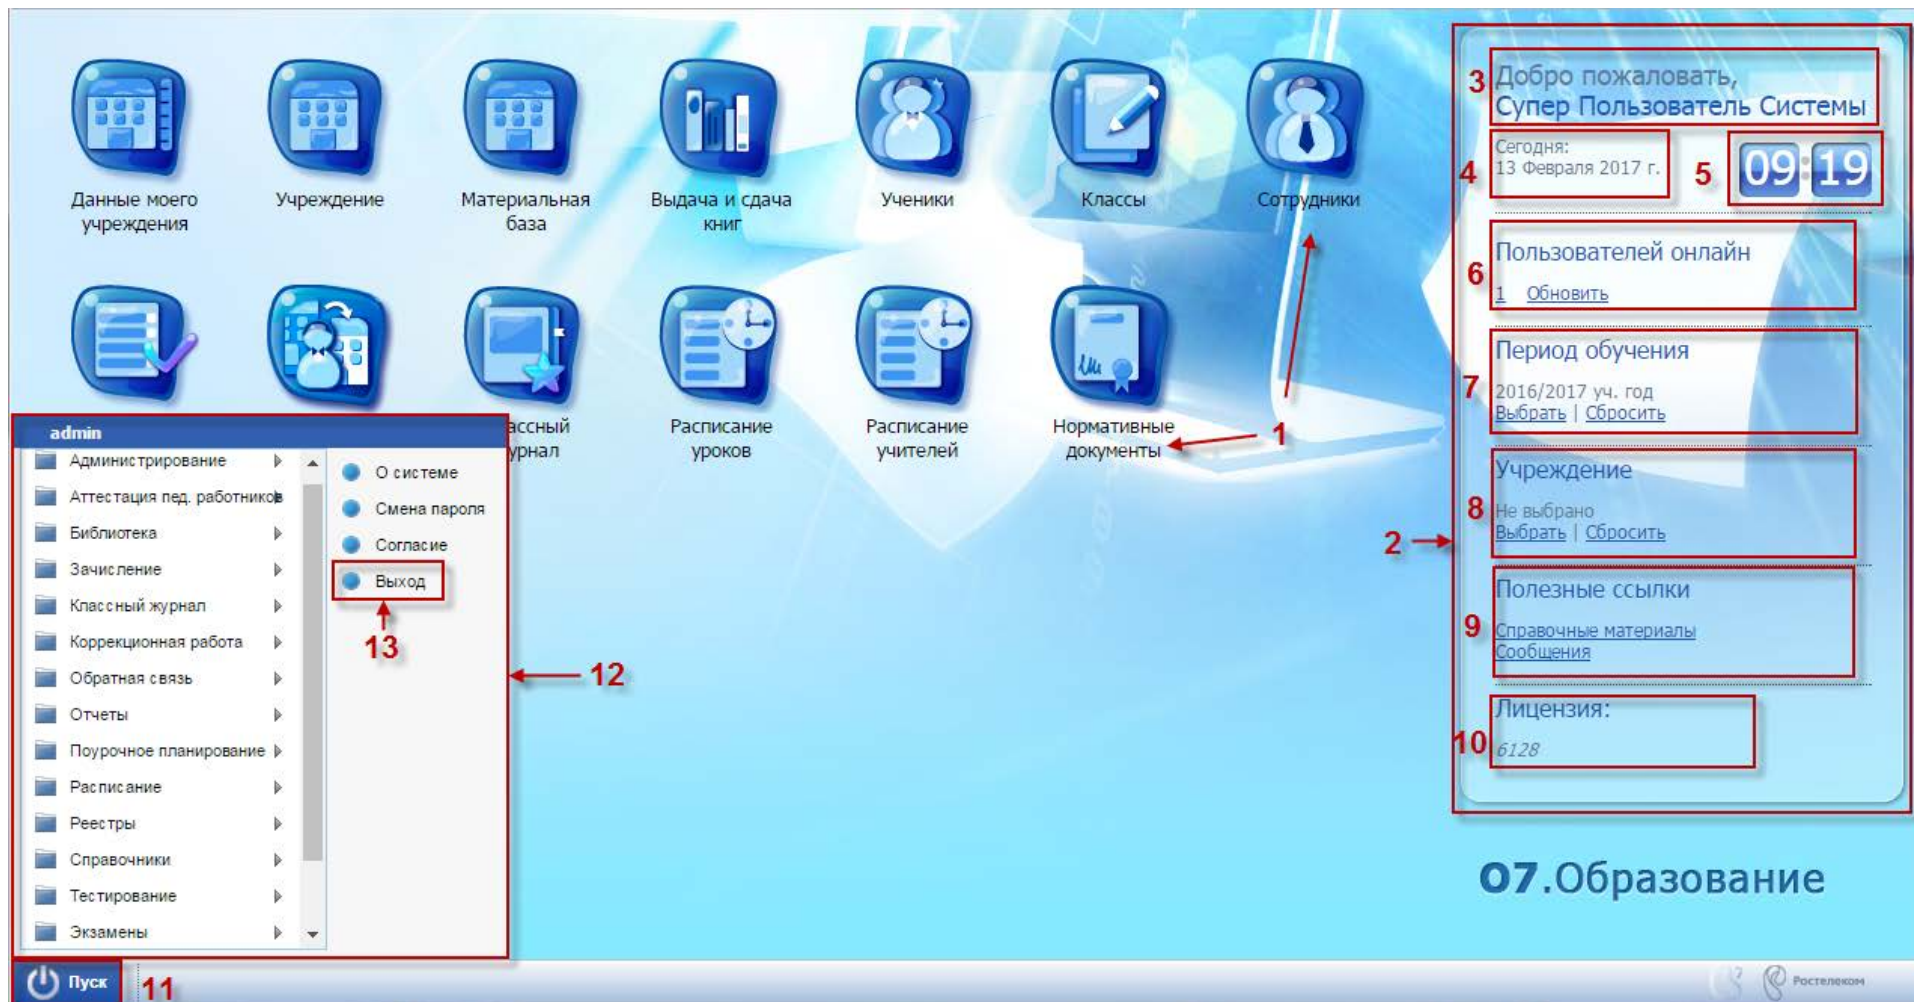 Данные моего
учреждения
Учреждение
Материальная
база
Выдача и сдача
книг
Ученики
Классы
Сотрудники
ассный
урнал
Расписание
уроков
Расписание
учителей
Нормативные
документы
1
2
3
Добро пожаловать,
Супер Пользователь Системы
4
Сегодня:
13 Февраля 2017 г.
5
09:19
6
Пользователей онлайн
1 Обновить
7
Период обучения
2016/2017 уч. год
Выбрать | Сбросить
8
Учреждение
Не выбрано
Выбрать | Сбросить
9
Полезные ссылки
Справочные материалы
Сообщения
10
Лицензия:
6128
O7.Образование
admin
Администрирование
Аттестация пед. работников
Библиотека
Зачисление
Классный журнал
Коррекционная работа
Обратная связь
Отчеты
Поурочное планирование
Расписание
Реестры
Справочники
Тестирование
Экзамены
О системе
Смена пароля
Согласие
Выход
13
12
Пуск
11
Ростелеком